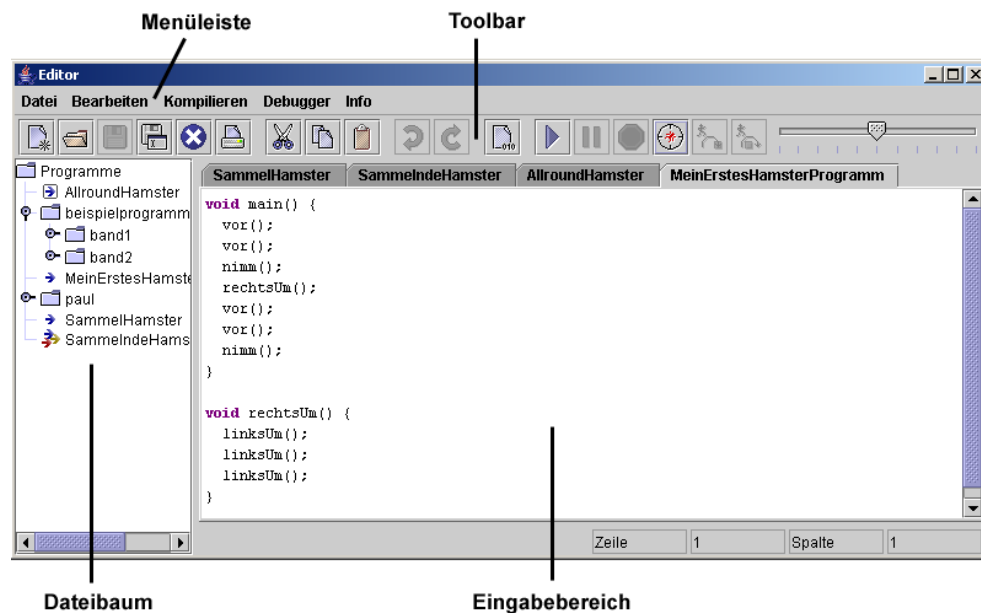 Menüleiste
Toolbar
Editor
Datei Bearbeiten Kompilieren Debugger Info
Programme
AllroundHamster
beispielprogramm
band1
band2
MeinErstesHamste
paul
SammelHamster
SammelndeHams
SammelHamster SammelndeHamster AllroundHamster MeinErstesHamsterProgramm
void main() {
vor();
vor();
nimm();
rechtsUm();
vor();
vor();
nimm();
}
void rechtsUm() {
linksUm();
linksUm();
linksUm();
}
Zeile 1 Spalte 1
Dateibaum
Eingabebereich